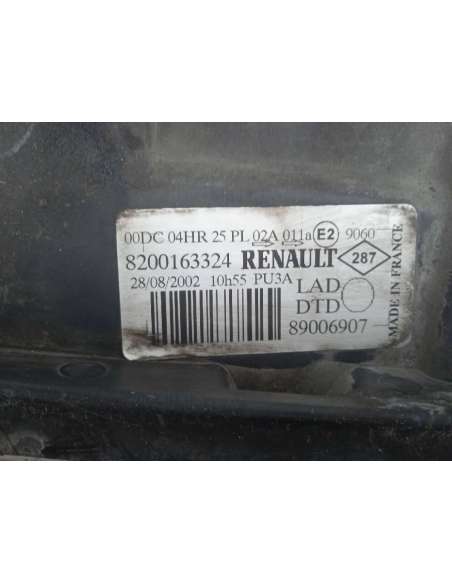 00DC 04HR 25 PL 02A 011a E2 9060
8200163324 RENAULT 287
28/08/2002 10h55 PU3A
LAD
DTD
89006907
MADE IN FRANCE